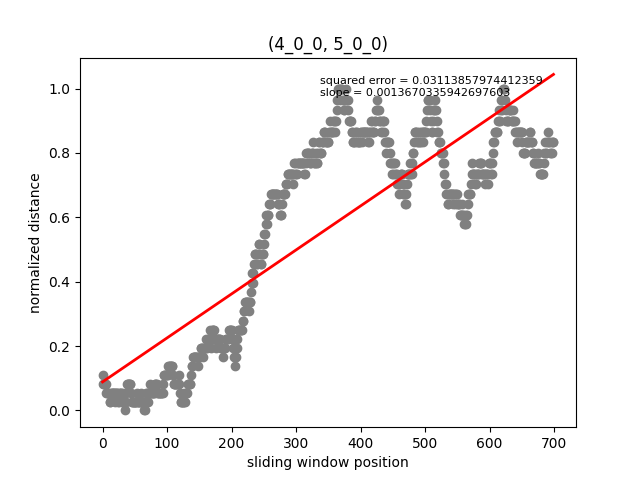 (4_0_0, 5_0_0)
squared error = 0.03113857974412359
slope = 0.0013670335942697603
normalized distance
1.0
0.8
0.6
0.4
0.2
0.0
0 100 200 300 400 500 600 700
sliding window position